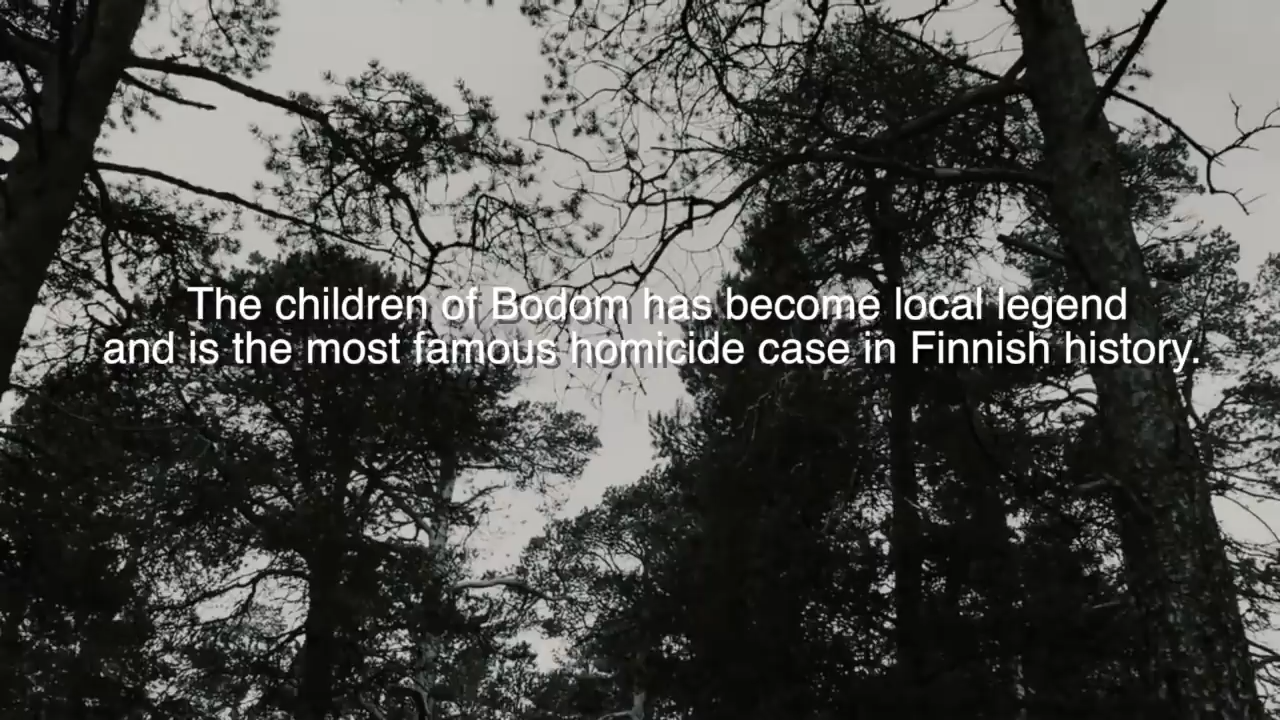 The children of Bodom has become local legend
and is the most famous homicide case in Finnish history.